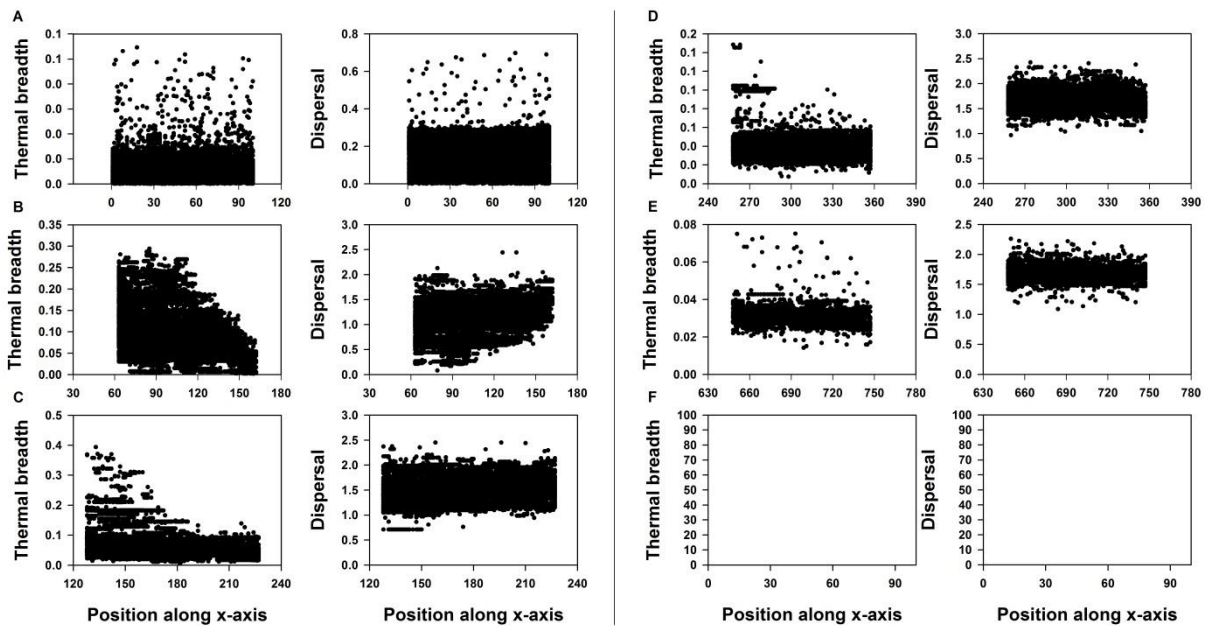 A
Thermal breadth
0.1
0.1
0.1
0.0
0.0
0.0
0.0
0 30 60 90 120
Dispersal
0.8
0.6
0.4
0.2
0.0
0 30 60 90 120
B
Thermal breadth
0.35
0.30
0.25
0.20
0.15
0.10
0.05
0.00
30 60 90 120 150 180
Dispersal
3.0
2.5
2.0
1.5
1.0
0.5
0.0
30 60 90 120 150 180
C
Thermal breadth
0.5
0.4
0.3
0.2
0.1
0.0
120 150 180 210 240
Position along x-axis
Dispersal
3.0
2.5
2.0
1.5
1.0
0.5
0.0
120 150 180 210 240
Position along x-axis
D
Thermal breadth
0.2
0.1
0.1
0.1
0.1
0.1
0.0
0.0
0.0
240 270 300 330 360
Dispersal
3.0
2.5
2.0
1.5
1.0
0.5
0.0
240 270 300 330 360 390
E
Thermal breadth
0.08
0.06
0.04
0.02
0.00
630 660 690 720 750 780
Dispersal
2.5
2.0
1.5
1.0
0.5
0.0
630 660 690 720 750 780
F
Thermal breadth
100
90
80
70
60
50
40
30
20
10
0
0 30 60 90
Position along x-axis
Dispersal
100
90
80
70
60
50
40
30
20
10
0
0 30 60 90
Position along x-axis